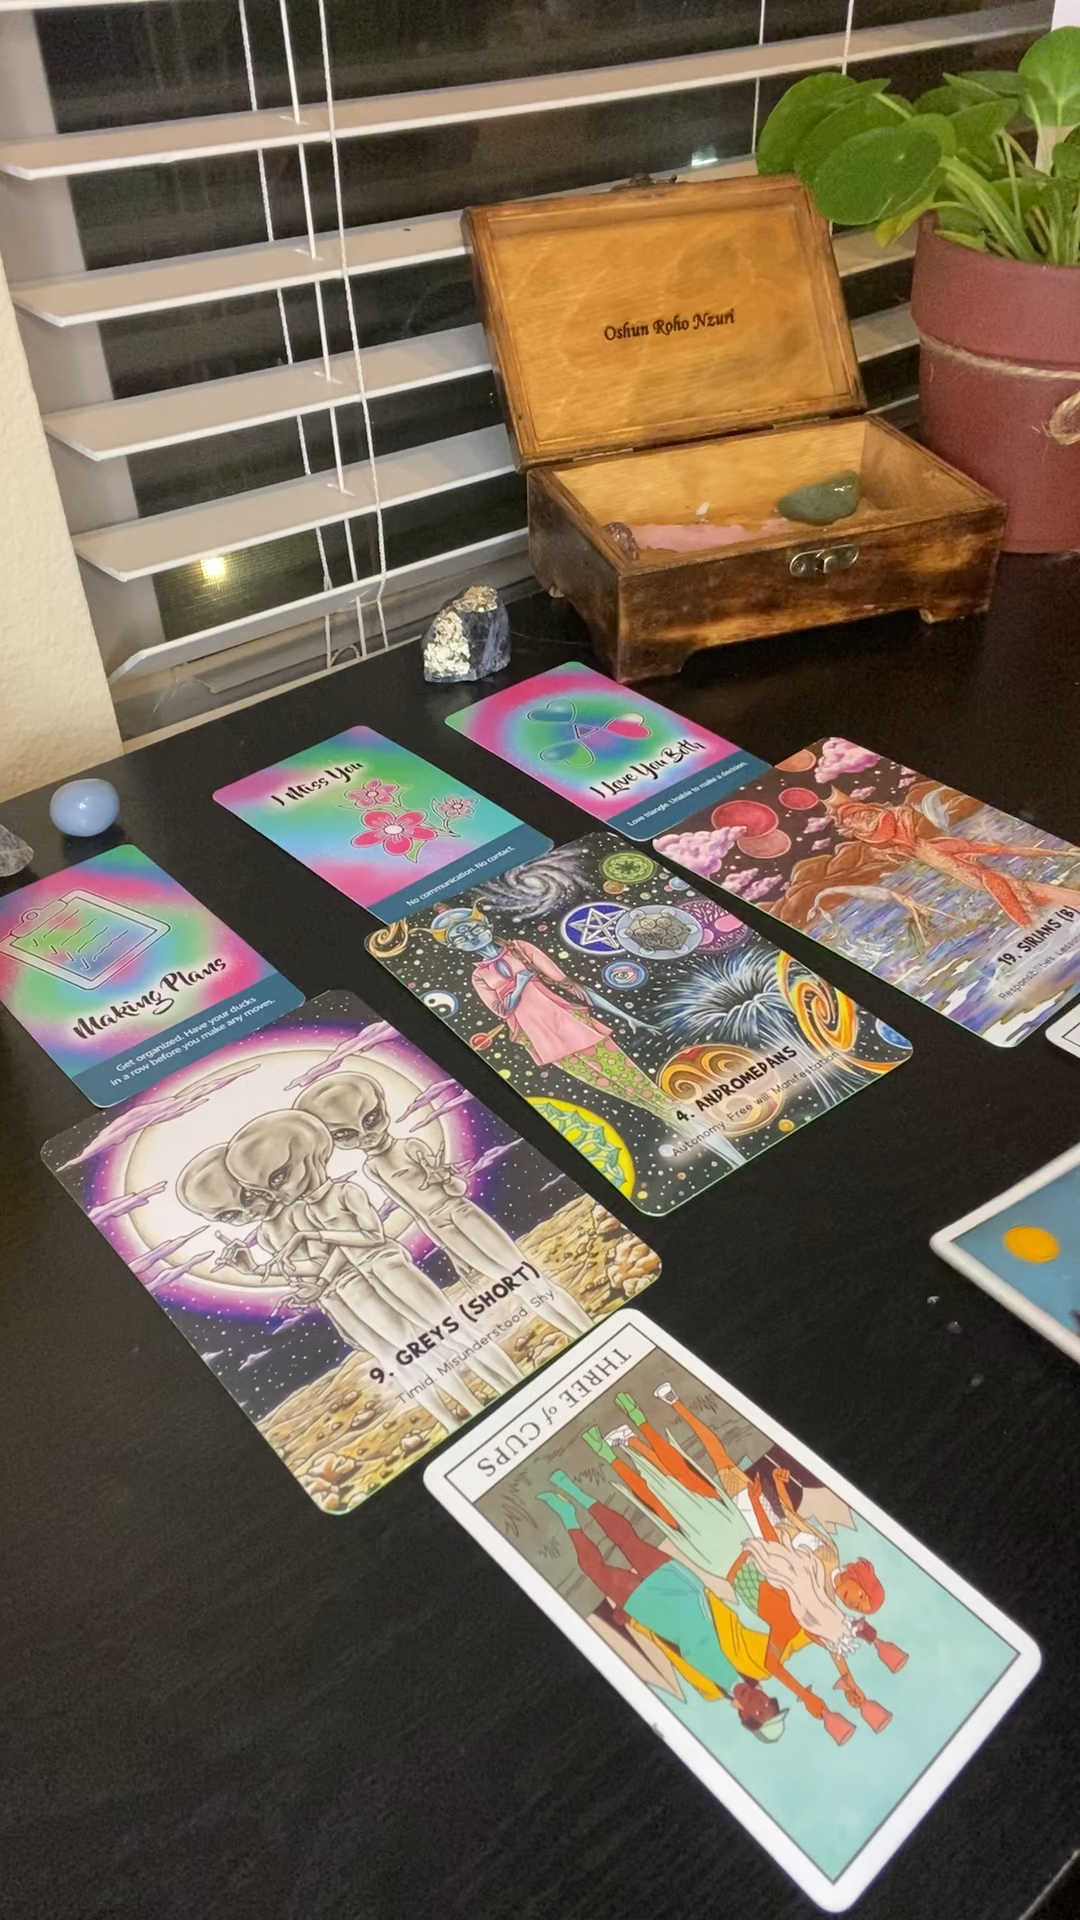 Oshun Roho Nzuri
I Love You Both
Love triangle. Unable to make a decision.
I Miss You
No communication. No contact.
Making Plans
Get organized. Have your ducks
in a row before you make any moves.
19. SIRIANS (B
Responsibilities. Lesso
4. ANDROMEDANS
Autonomy. Free will. Manifestation
9. GREYS (SHORT)
Timid. Misunderstood. Shy
THREE of CUPS